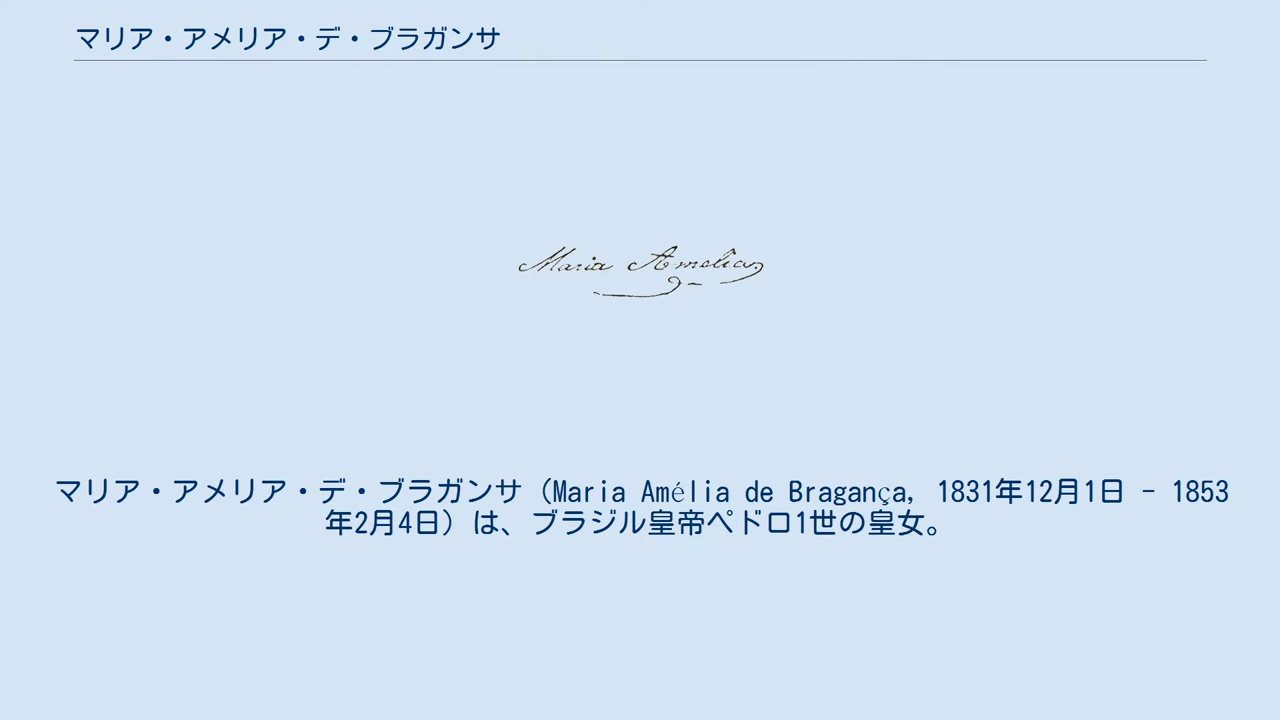 マリア・アメリア・デ・ブラガンサ
Maria Amelia
マリア・アメリア・デ・ブラガンサ（Maria Amélia de Bragança, 1831年12月1日 - 1853
年2月4日）は、ブラジル皇帝ペドロ1世の皇女。